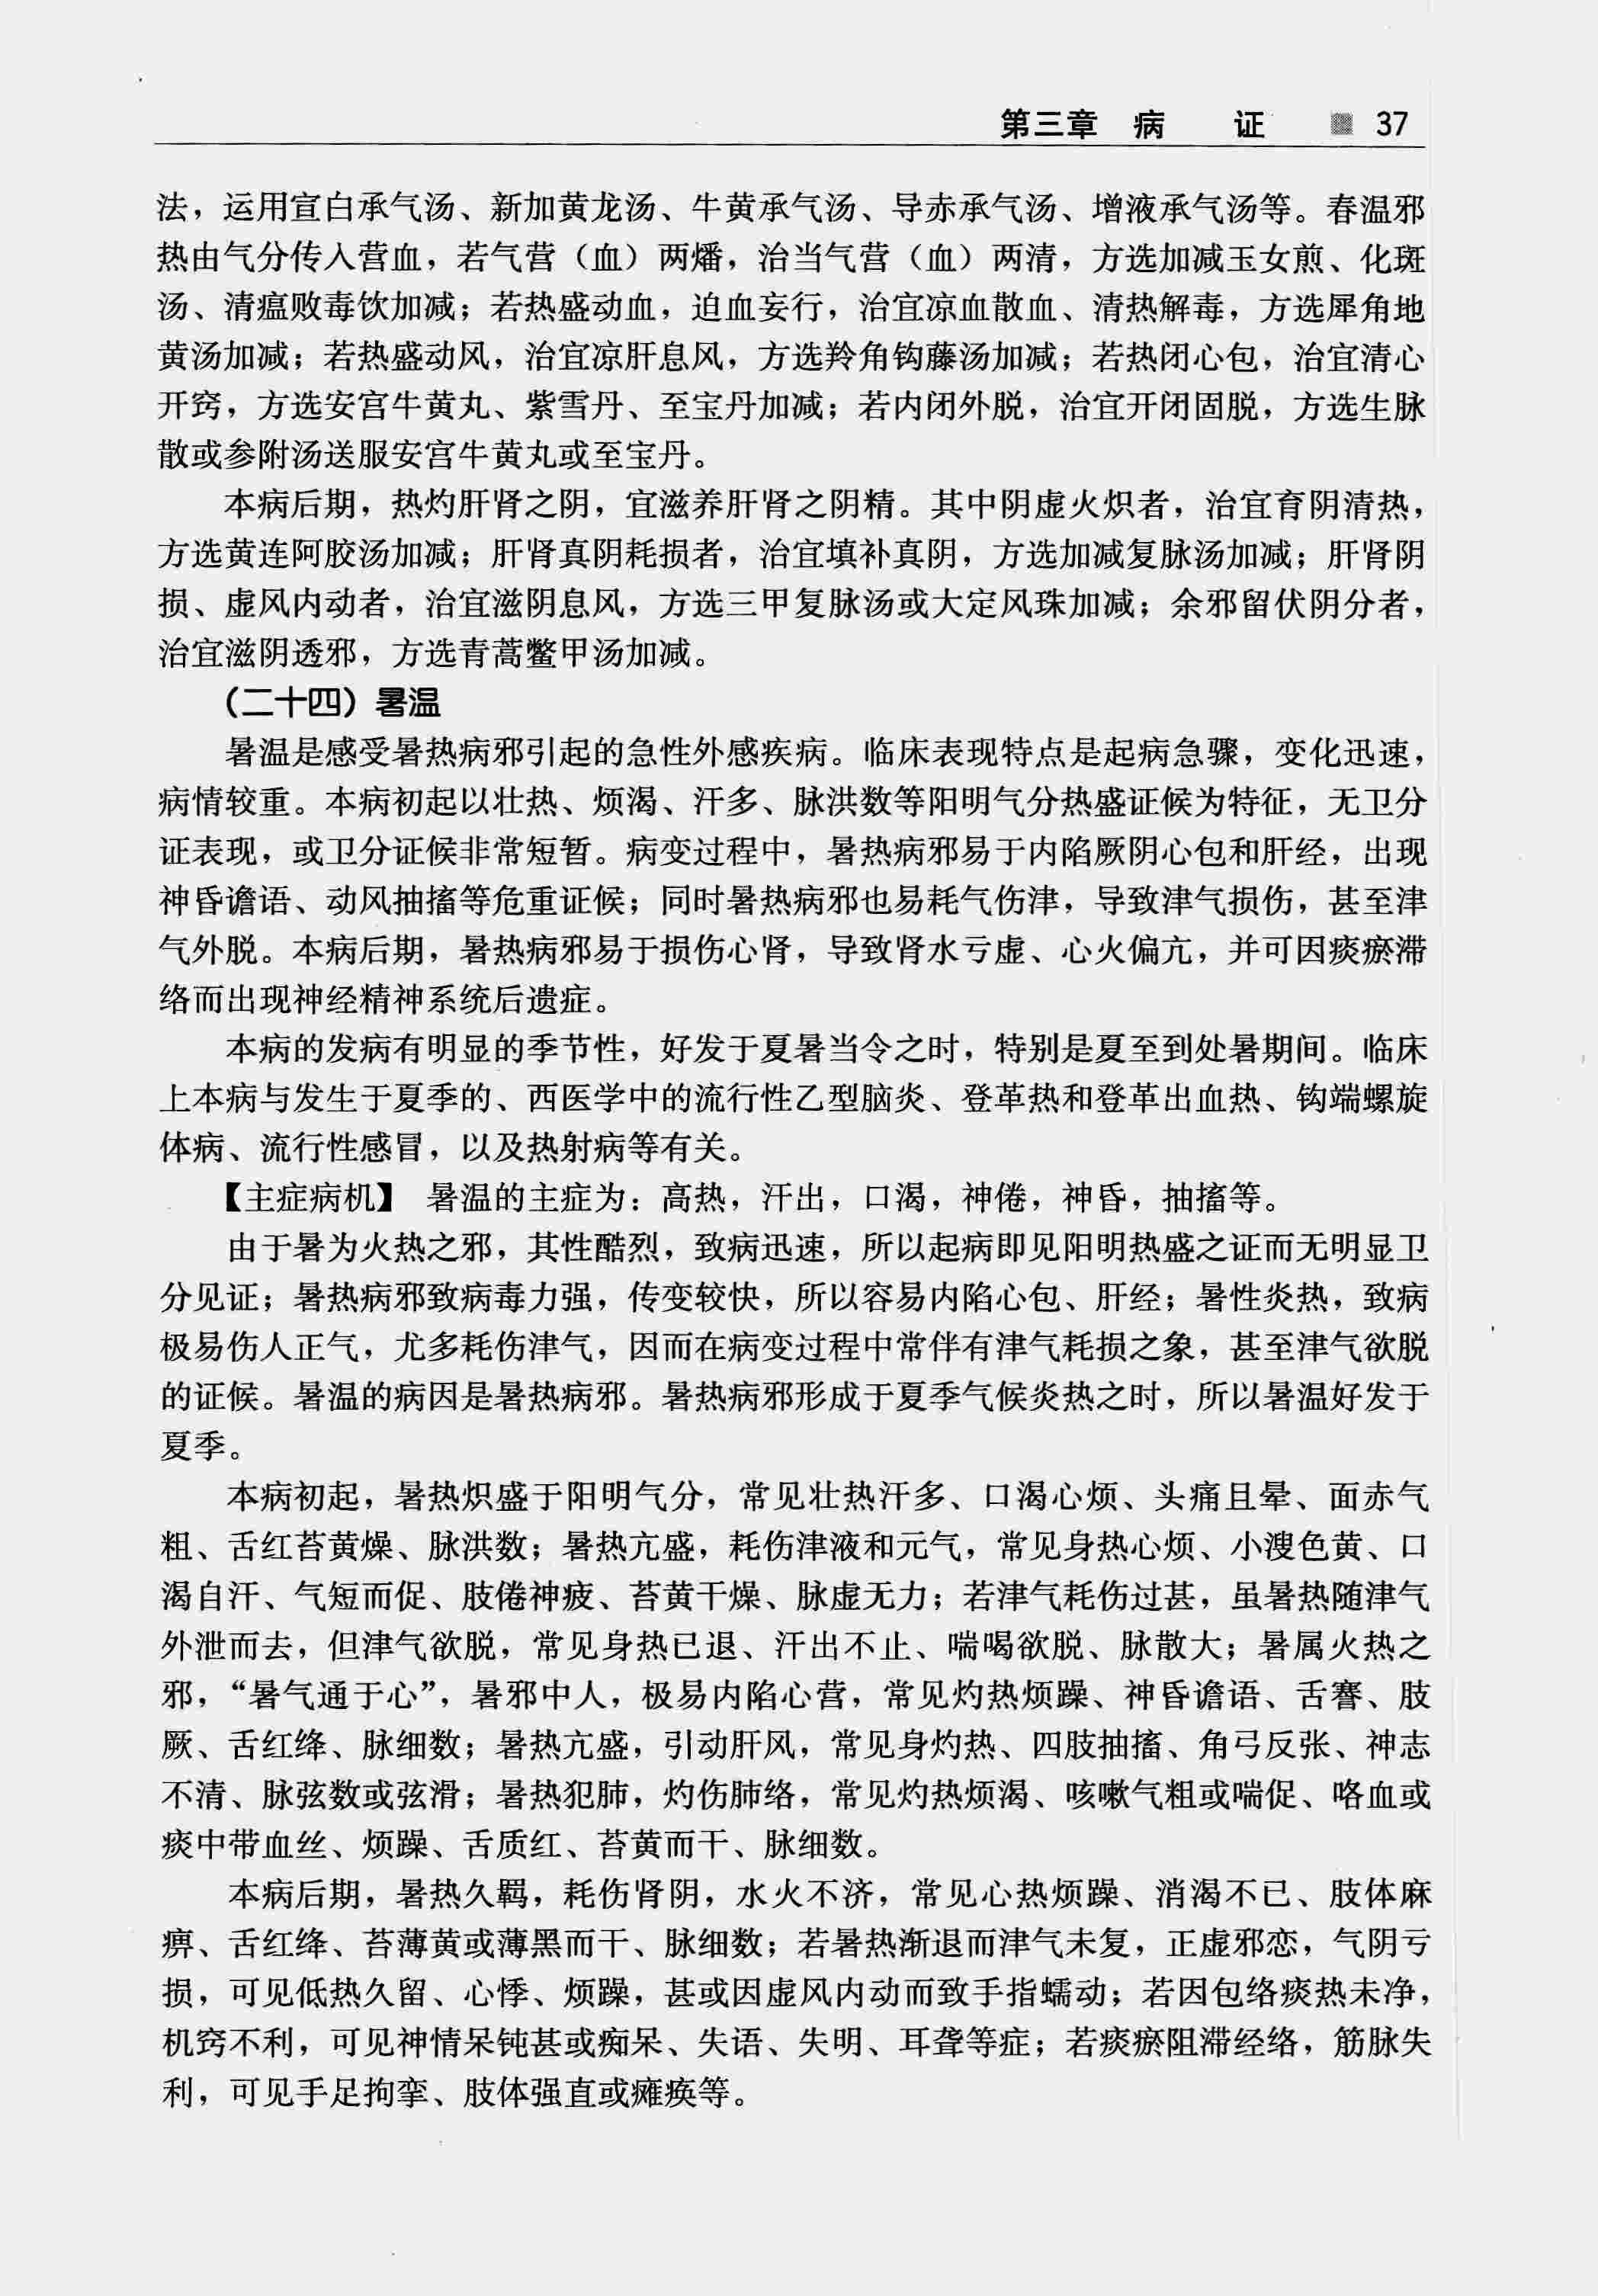 第三章 病 证 37
法，运用宣白承气汤、新加黄龙汤、牛黄承气汤、导赤承气汤、增液承气汤等。春温邪
热由气分传入营血，若气营（血）两燔，治当气营（血）两清，方选加减玉女煎、化斑
汤、清瘟败毒饮加减；若热盛动血，迫血妄行，治宜凉血散血、清热解毒，方选犀角地
黄汤加减；若热盛动风，治宜凉肝息风，方选羚角钩藤汤加减；若热闭心包，治宜清心
开窍，方选安宫牛黄丸、紫雪丹、至宝丹加减；若内闭外脱，治宜开闭固脱，方选生脉
散或参附汤送服安宫牛黄丸或至宝丹。
本病后期，热灼肝肾之阴，宜滋养肝肾之阴精。其中阴虚火炽者，治宜育阴清热，
方选黄连阿胶汤加减；肝肾真阴耗损者，治宜填补真阴，方选加减复脉汤加减；肝肾阴
损、虚风内动者，治宜滋阴息风，方选三甲复脉汤或大定风珠加减；余邪留伏阴分者，
治宜滋阴透邪，方选青蒿鳖甲汤加减。
（二十四）暑温
暑温是感受暑热病邪引起的急性外感疾病。临床表现特点是起病急骤，变化迅速，
病情较重。本病初起以壮热、烦渴、汗多、脉洪数等阳明气分热盛证候为特征，无卫分
证表现，或卫分证候非常短暂。病变过程中，暑热病邪易于内陷厥阴心包和肝经，出现
神昏谵语、动风抽搐等危重证候；同时暑热病邪也易耗气伤津，导致津气损伤，甚至津
气外脱。本病后期，暑热病邪易于损伤心肾，导致肾水亏虚、心火偏亢，并可因痰瘀滞
络而出现神经精神系统后遗症。
本病的发病有明显的季节性，好发于夏暑当令之时，特别是夏至到处暑期间。临床
上本病与发生于夏季的、西医学中的流行性乙型脑炎、登革热和登革出血热、钩端螺旋
体病、流行性感冒，以及热射病等有关。
【主症病机】 暑温的主症为：高热，汗出，口渴，神倦，神昏，抽搐等。
由于暑为火热之邪，其性酷烈，致病迅速，所以起病即见阳明热盛之证而无明显卫
分见证；暑热病邪致病毒力强，传变较快，所以容易内陷心包、肝经；暑性炎热，致病
极易伤人正气，尤多耗伤津气，因而在病变过程中常伴有津气耗损之象，甚至津气欲脱
的证候。暑温的病因是暑热病邪。暑热病邪形成于夏季气候炎热之时，所以暑温好发于
夏季。
本病初起，暑热炽盛于阳明气分，常见壮热汗多、口渴心烦、头痛且晕、面赤气
粗、舌红苔黄燥、脉洪数；暑热亢盛，耗伤津液和元气，常见身热心烦、小溲色黄、口
渴自汗、气短而促、肢倦神疲、苔黄干燥、脉虚无力；若津气耗伤过甚，虽暑热随津气
外泄而去，但津气欲脱，常见身热已退、汗出不止、喘喝欲脱、脉散大；暑属火热之
邪，“暑气通于心”，暑邪中人，极易内陷心营，常见灼热烦躁、神昏谵语、舌謇、肢
厥、舌红绛、脉细数；暑热亢盛，引动肝风，常见身灼热、四肢抽搐、角弓反张、神志
不清、脉弦数或弦滑；暑热犯肺，灼伤肺络，常见灼热烦渴、咳嗽气粗或喘促、咯血或
痰中带血丝、烦躁、舌质红、苔黄而干、脉细数。
本病后期，暑热久羁，耗伤肾阴，水火不济，常见心热烦躁、消渴不已、肢体麻
痹、舌红绛、苔薄黄或薄黑而干、脉细数；若暑热渐退而津气未复，正虚邪恋，气阴亏
损，可见低热久留、心悸、烦躁，甚或因虚风内动而致手指蠕动；若因包络痰热未净，
机窍不利，可见神情呆钝甚或痴呆、失语、失明、耳聋等症；若痰瘀阻滞经络，筋脉失
利，可见手足拘挛、肢体强直或瘫痪等。